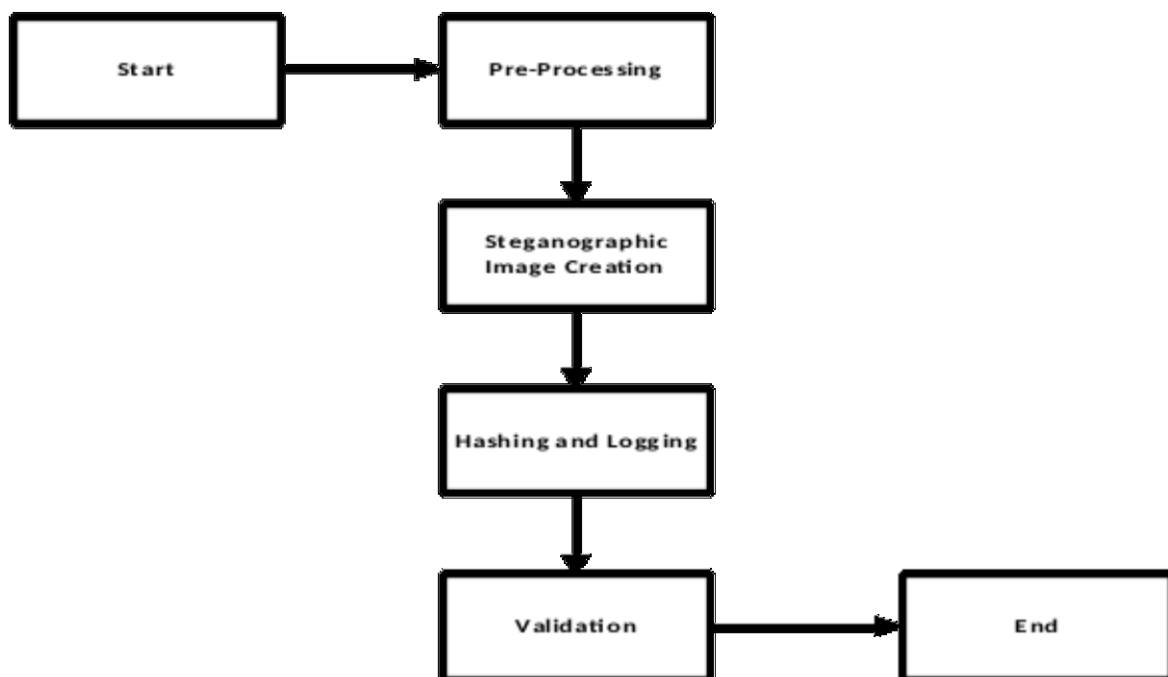 Start
Pre-Processing
Steganographic
Image Creation
Hashing and Logging
Validation
End